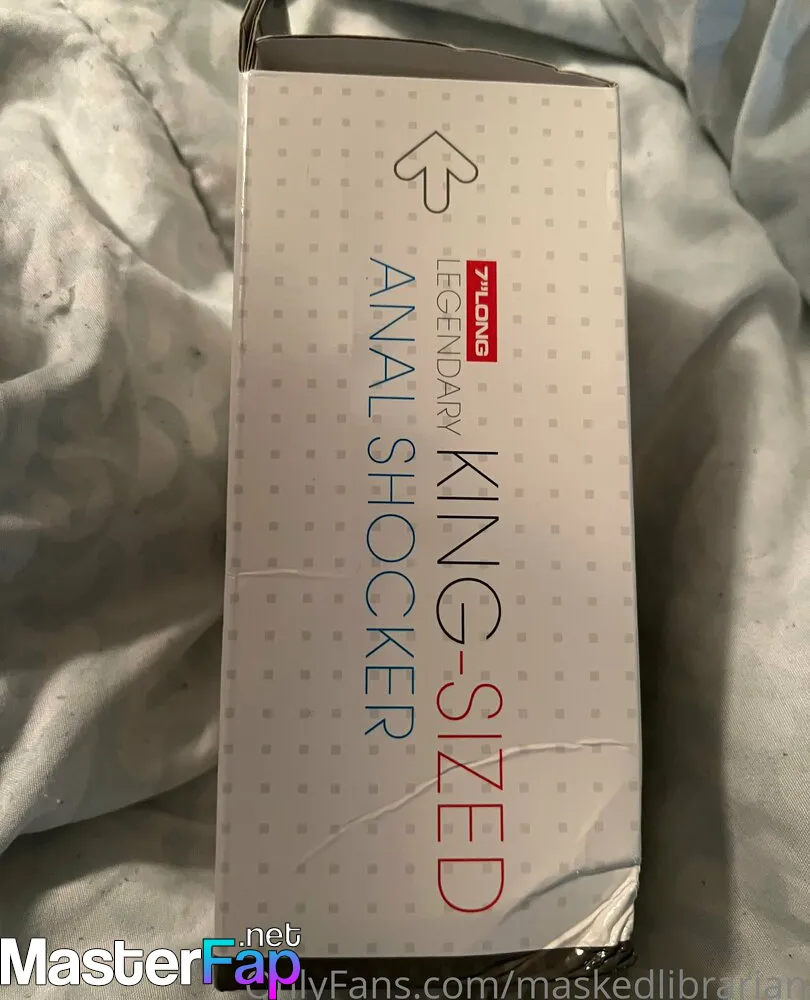 7"LONG
LEGENDARY KING-SIZED
ANAL SHOCKER
MasterFap.net
OnlyFans.com/maskedlibrarian